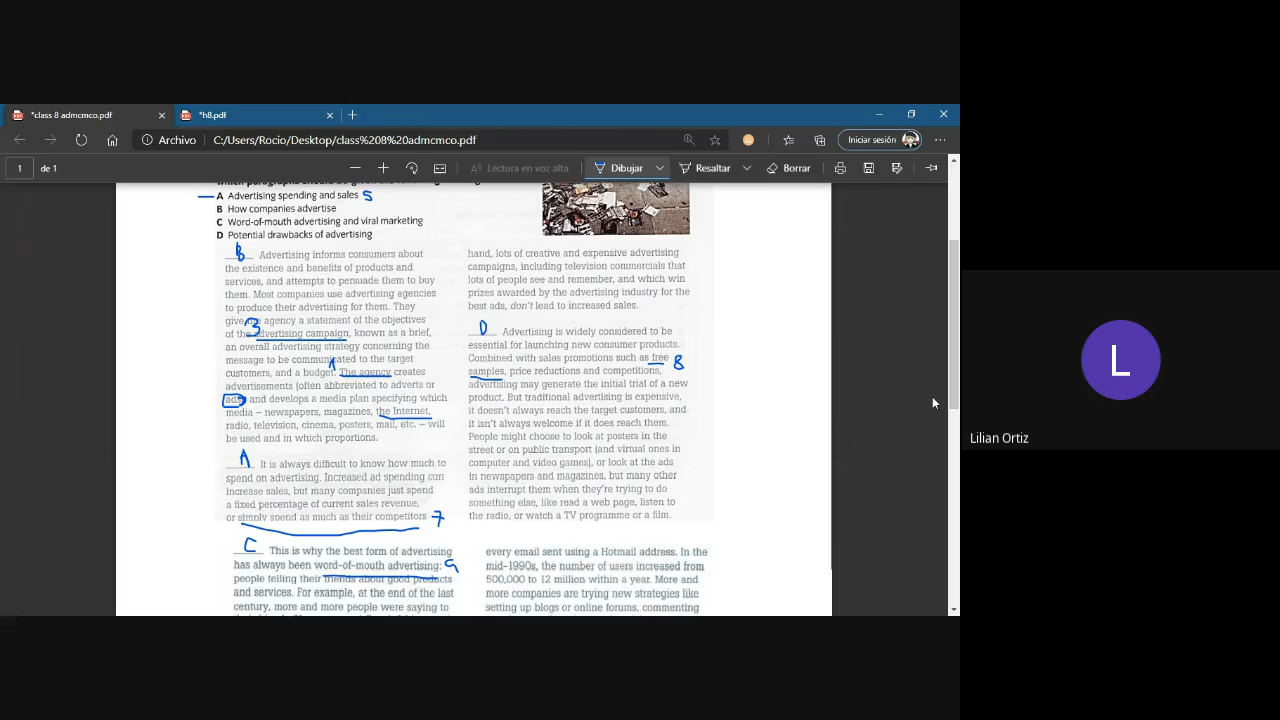 *class 8 admcmco.pdf
*h8.pdf
Archivo C:/Users/Rocio/Desktop/class%208%20admcmco.pdf
Iniciar sesión
1 de 1
Lectura en voz alta
Dibujar
Resaltar
Borrar
A Advertising spending and sales 5
B How companies advertise
C Word-of-mouth advertising and viral marketing
D Potential drawbacks of advertising
B Advertising informs consumers about
the existence and benefits of products and
services, and attempts to persuade them to buy
them. Most companies use advertising agencies
to produce their advertising for them. They
give the agency a statement of the objectives
3
of the advertising campaign, known as a brief,
an overall advertising strategy concerning the
message to be communicated to the target
1
customers, and a budget. The agency creates
advertisements (often abbreviated to adverts or
ads) and develops a media plan specifying which
media – newspapers, magazines, the Internet,
radio, television, cinema, posters, mail, etc. – will
be used and in which proportions.
A It is always difficult to know how much to
spend on advertising. Increased ad spending can
increase sales, but many companies just spend
a fixed percentage of current sales revenue,
or simply spend as much as their competitors 7
C This is why the best form of advertising
has always been word-of-mouth advertising: 9
people telling their friends about good products
and services. For example, at the end of the last
century, more and more people were saying to
hand, lots of creative and expensive advertising
campaigns, including television commercials that
lots of people see and remember, and which win
prizes awarded by the advertising industry for the
best ads, don't lead to increased sales.
D Advertising is widely considered to be
essential for launching new consumer products.
Combined with sales promotions such as free 8
samples, price reductions and competitions,
advertising may generate the initial trial of a new
product. But traditional advertising is expensive,
it doesn't always reach the target customers, and
it isn't always welcome if it does reach them.
People might choose to look at posters in the
street or on public transport (and virtual ones in
computer and video games), or look at the ads
in newspapers and magazines, but many other
ads interrupt them when they're trying to do
something else, like read a web page, listen to
the radio, or watch a TV programme or a film.
every email sent using a Hotmail address. In the
mid-1990s, the number of users increased from
500,000 to 12 million within a year. More and
more companies are trying new strategies like
setting up blogs or online forums, commenting
L
Lilian Ortiz